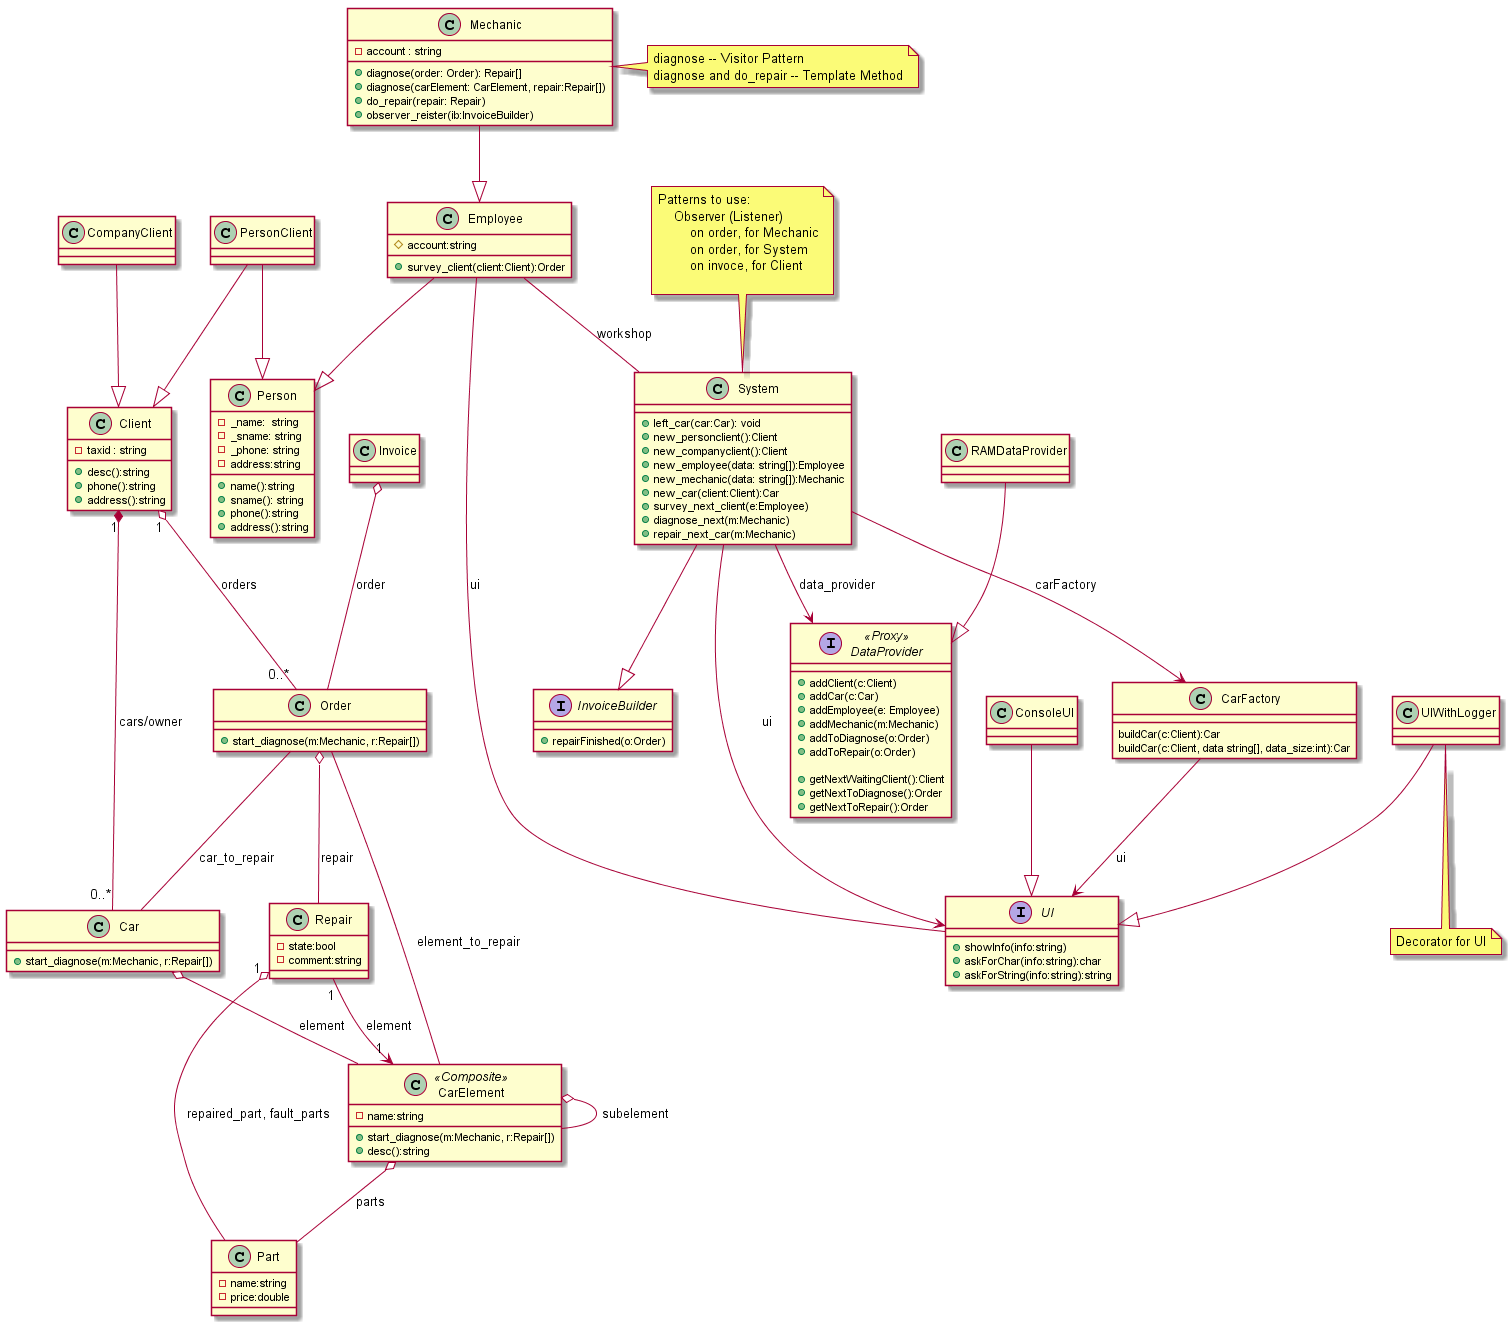 C Mechanic
account : string
diagnose(order: Order): Repair[]
diagnose(carElement: CarElement, repair:Repair[])
do_repair(repair: Repair)
observer_reister(ib:InvoiceBuilder)
diagnose -- Visitor Pattern
diagnose and do_repair -- Template Method
C CompanyClient
C PersonClient
C Employee
account:string
survey_client(client:Client):Order
Patterns to use:
Observer (Listener)
on order, for Mechanic
on order, for System
on invoce, for Client
workshop
C Client
taxid : string
desc():string
phone():string
address():string
C Person
_name: string
_sname: string
_phone: string
address:string
name():string
sname(): string
phone():string
address():string
C Invoice
C System
left_car(car:Car): void
new_personclient():Client
new_companyclient():Client
new_employee(data: string[]):Employee
new_mechanic(data: string[]):Mechanic
new_car(client:Client):Car
survey_next_client(e:Employee)
diagnose_next(m:Mechanic)
repair_next_car(m:Mechanic)
C RAMDataProvider
1
1
orders
order
ui
data_provider
carFactory
0..*
cars/owner
C Order
start_diagnose(m:Mechanic, r:Repair[])
I InvoiceBuilder
repairFinished(o:Order)
ui
«Proxy»
I DataProvider
addClient(c:Client)
addCar(c:Car)
addEmployee(e: Employee)
addMechanic(m:Mechanic)
addToDiagnose(o:Order)
addToRepair(o:Order)
getNextWaitingClient():Client
getNextToDiagnose():Order
getNextToRepair():Order
C ConsoleUI
C CarFactory
buildCar(c:Client):Car
buildCar(c:Client, data string[], data_size:int):Car
C UIWithLogger
car_to_repair
repair
ui
0..*
C Car
start_diagnose(m:Mechanic, r:Repair[])
C Repair
state:bool
comment:string
element_to_repair
I UI
showInfo(info:string)
askForChar(info:string):char
askForString(info:string):string
Decorator for UI
1
1
element
element
1
«Composite»
C CarElement
name:string
start_diagnose(m:Mechanic, r:Repair[])
desc():string
subelement
repaired_part, fault_parts
parts
C Part
name:string
price:double